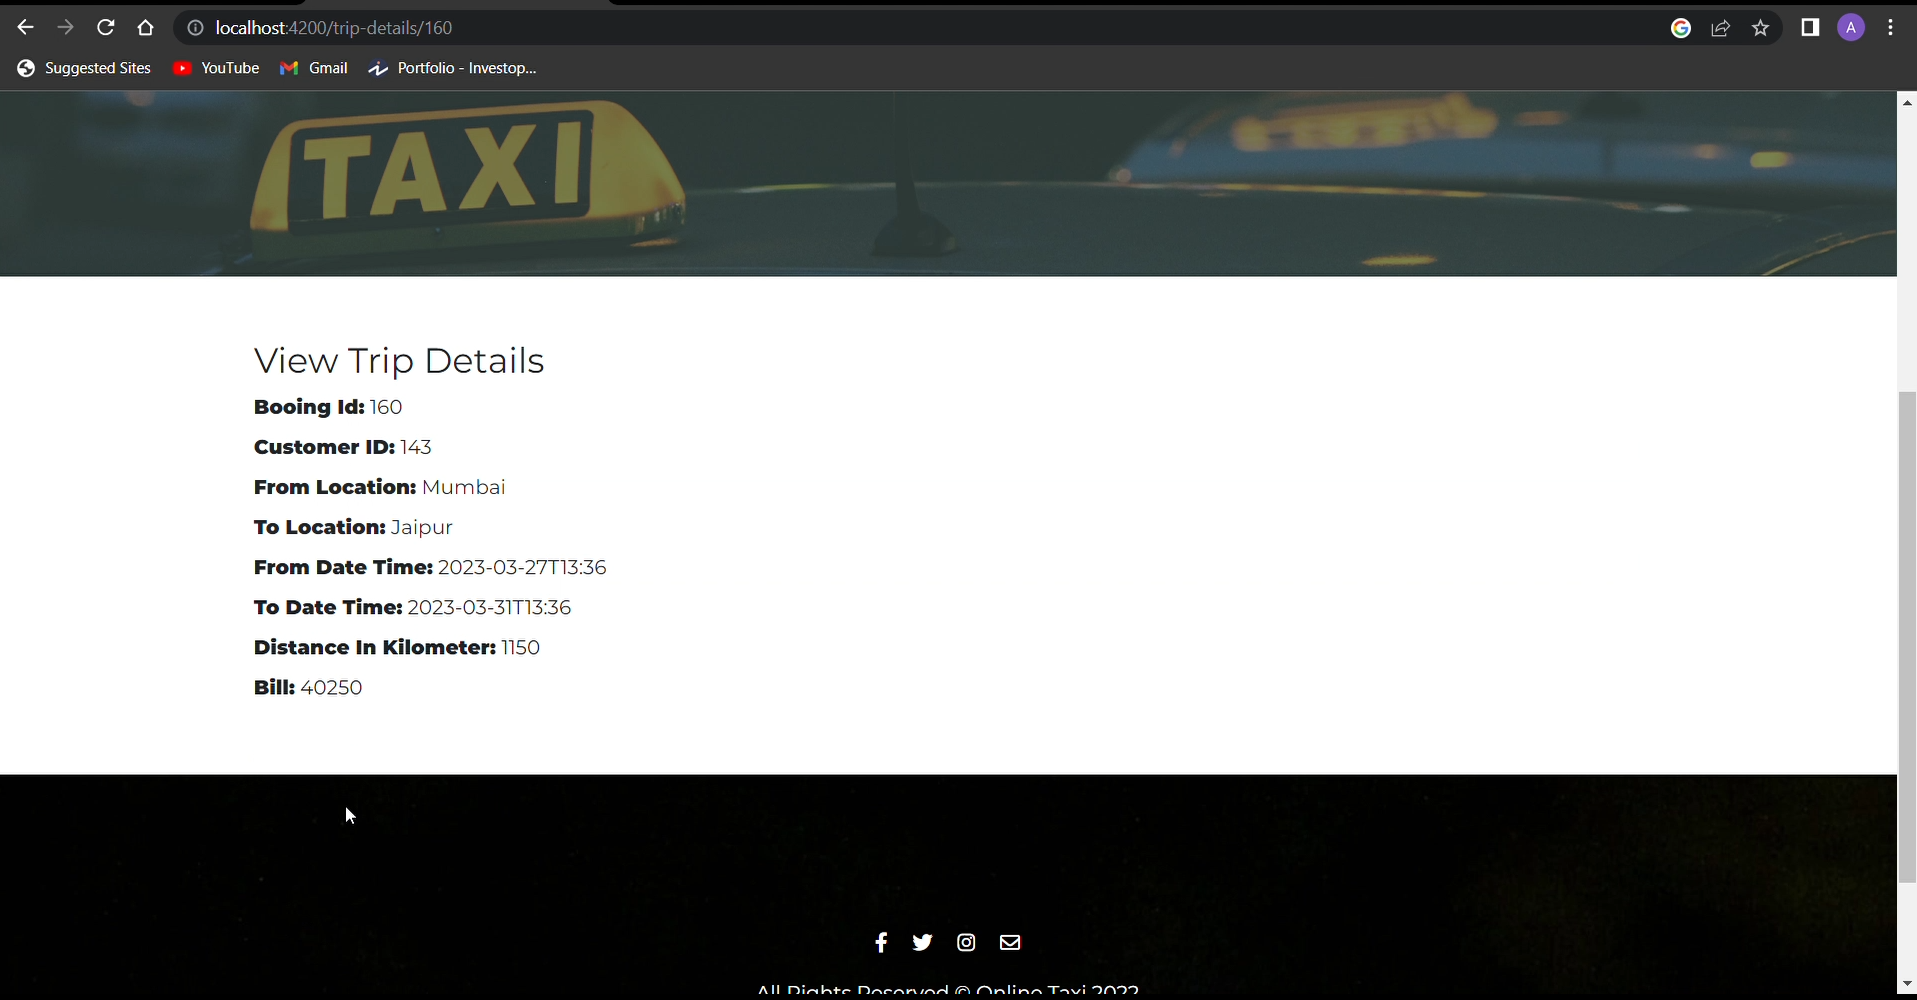 localhost:4200/trip-details/160
A
Suggested Sites
YouTube
Gmail
Portfolio - Investop...
TAXI
View Trip Details
Booing Id: 160
Customer ID: 143
From Location: Mumbai
To Location: Jaipur
From Date Time: 2023-03-27T13:36
To Date Time: 2023-03-31T13:36
Distance In Kilometer: 1150
Bill: 40250
All Rights Reserved © Online Taxi 2022